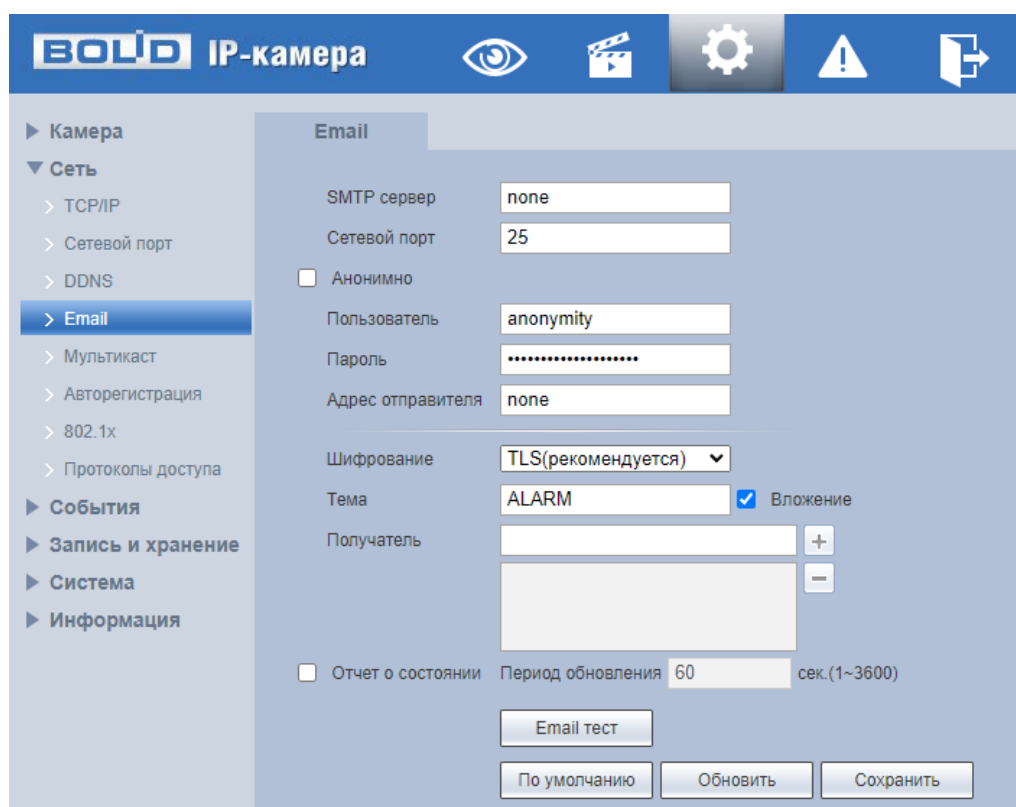 BOLID IP-камера
Камера
Сеть
TCP/IP
Сетевой порт
DDNS
Email
Мультикаст
Авторегистрация
802.1x
Протоколы доступа
События
Запись и хранение
Система
Информация
Email
SMTP сервер none
Сетевой порт 25
Анонимно
Пользователь anonymity
Пароль ••••••••••••••••••••
Адрес отправителя none
Шифрование TLS(рекомендуется)
Тема ALARM Вложение
Получатель
Отчет о состоянии Период обновления 60 сек.(1~3600)
Email тест
По умолчанию Обновить Сохранить